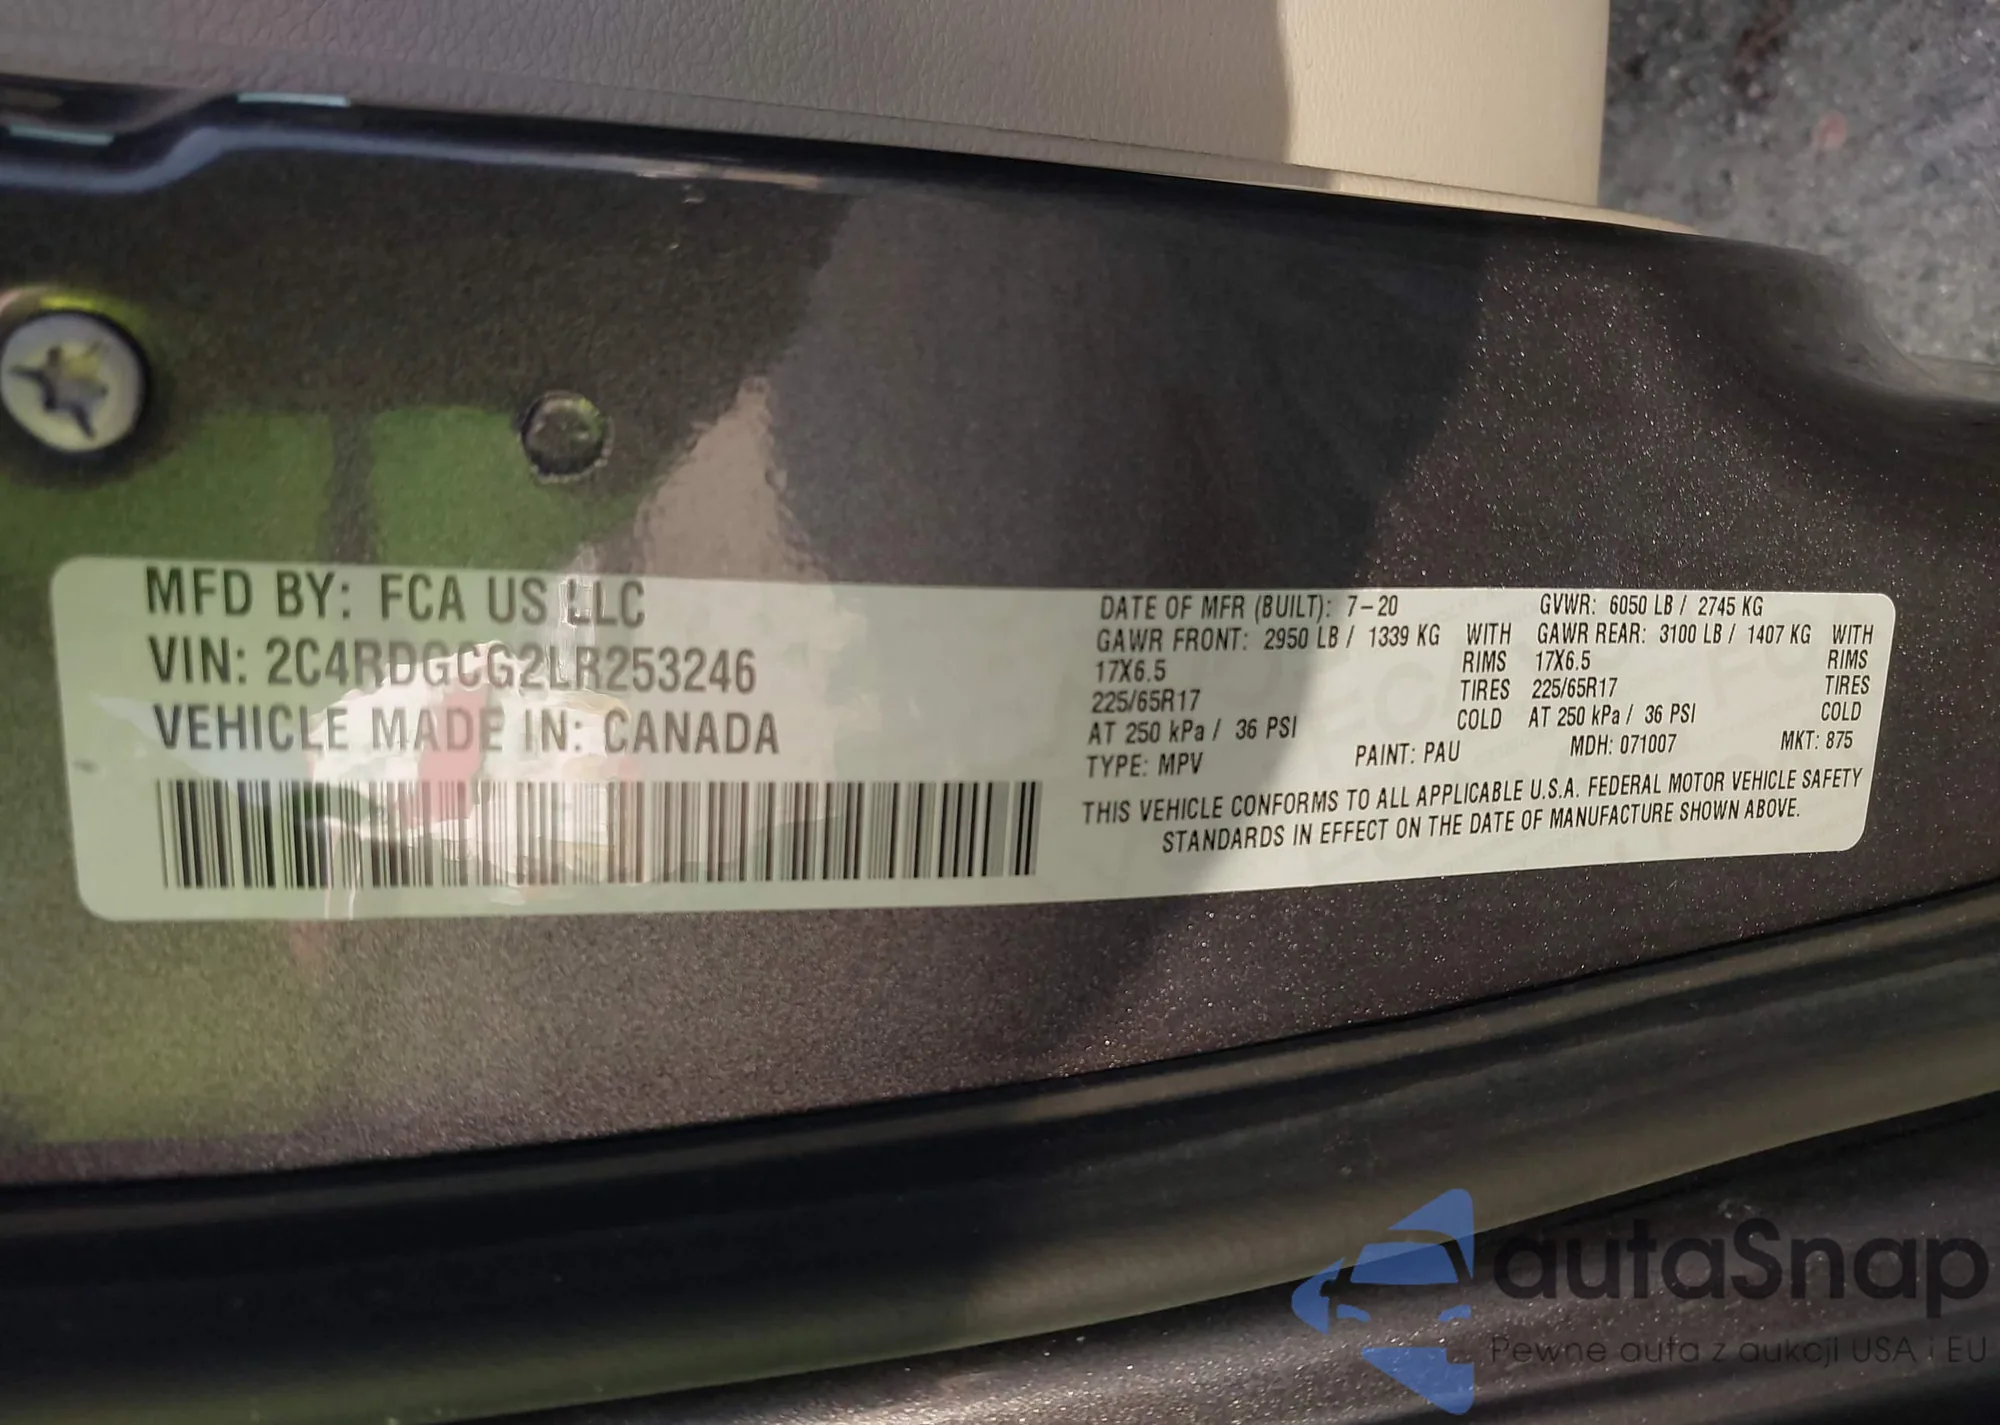 MFD BY: FCA US LLC
VIN: 2C4RDGCG2LR253246
VEHICLE MADE IN: CANADA
DATE OF MFR (BUILT): 7-20 GVWR: 6050 LB / 2745 KG
GAWR FRONT: 2950 LB / 1339 KG WITH GAWR REAR: 3100 LB / 1407 KG WITH
17X6.5 RIMS 17X6.5 RIMS
225/65R17 TIRES 225/65R17 TIRES
AT 250 kPa / 36 PSI COLD AT 250 kPa / 36 PSI COLD
TYPE: MPV PAINT: PAU MDH: 071007 MKT: 875
THIS VEHICLE CONFORMS TO ALL APPLICABLE U.S.A. FEDERAL MOTOR VEHICLE SAFETY
STANDARDS IN EFFECT ON THE DATE OF MANUFACTURE SHOWN ABOVE.
autaSnap
Pewne auta z aukcji USA i EU